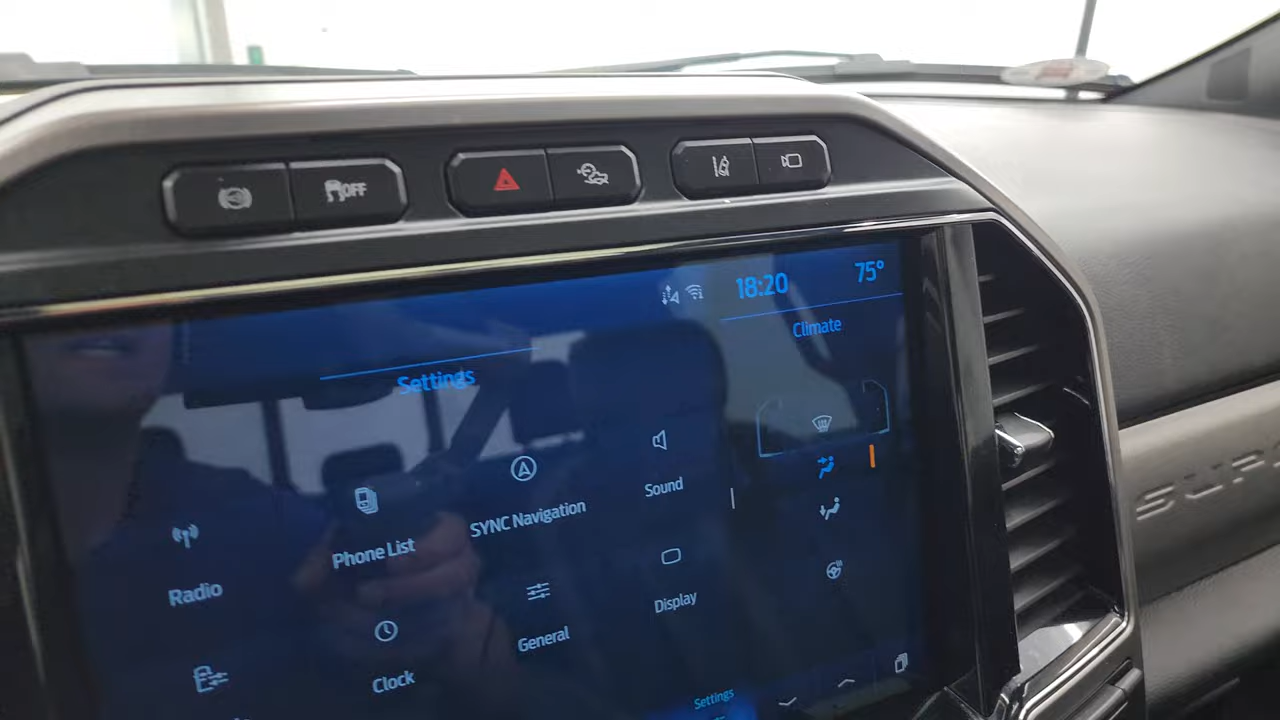 OFF
18:20
75°
Climate
Settings
Sound
SYNC Navigation
Phone List
Radio
Display
General
Clock
Settings